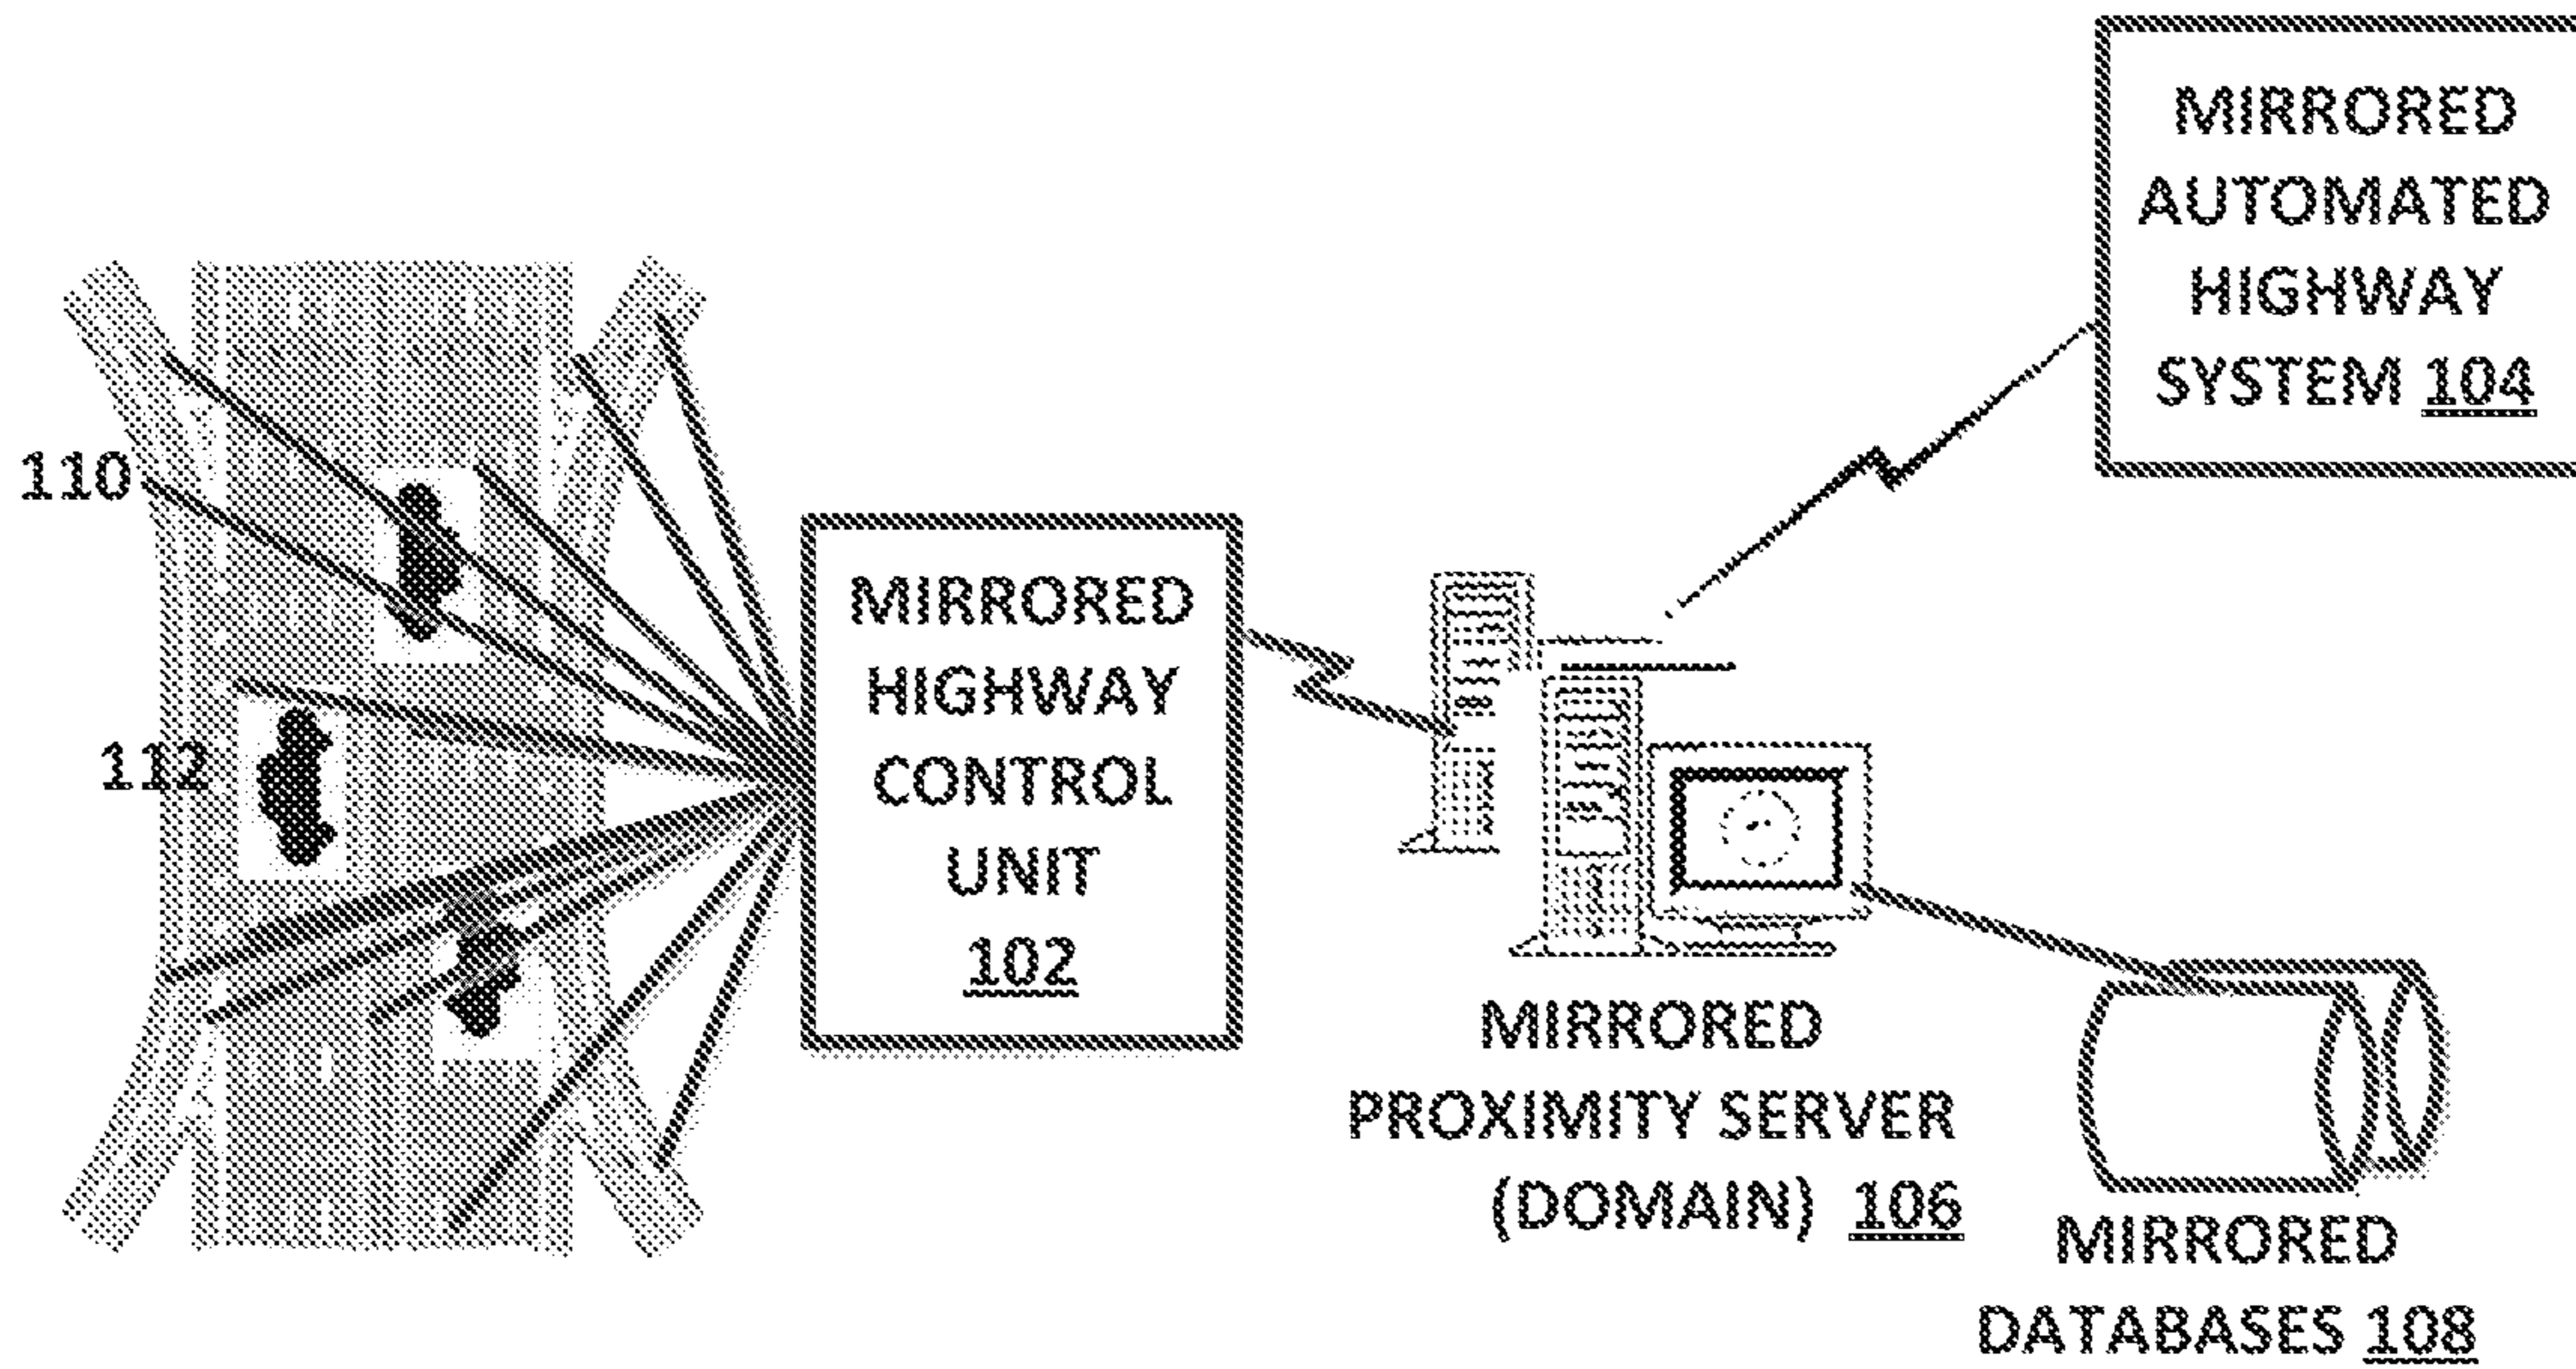 MIRRORED
AUTOMATED
HIGHWAY
SYSTEM 104
110
112
MIRRORED
HIGHWAY
CONTROL
UNIT
102
MIRRORED
PROXIMITY SERVER
(DOMAIN) 106
MIRRORED
DATABASES 108